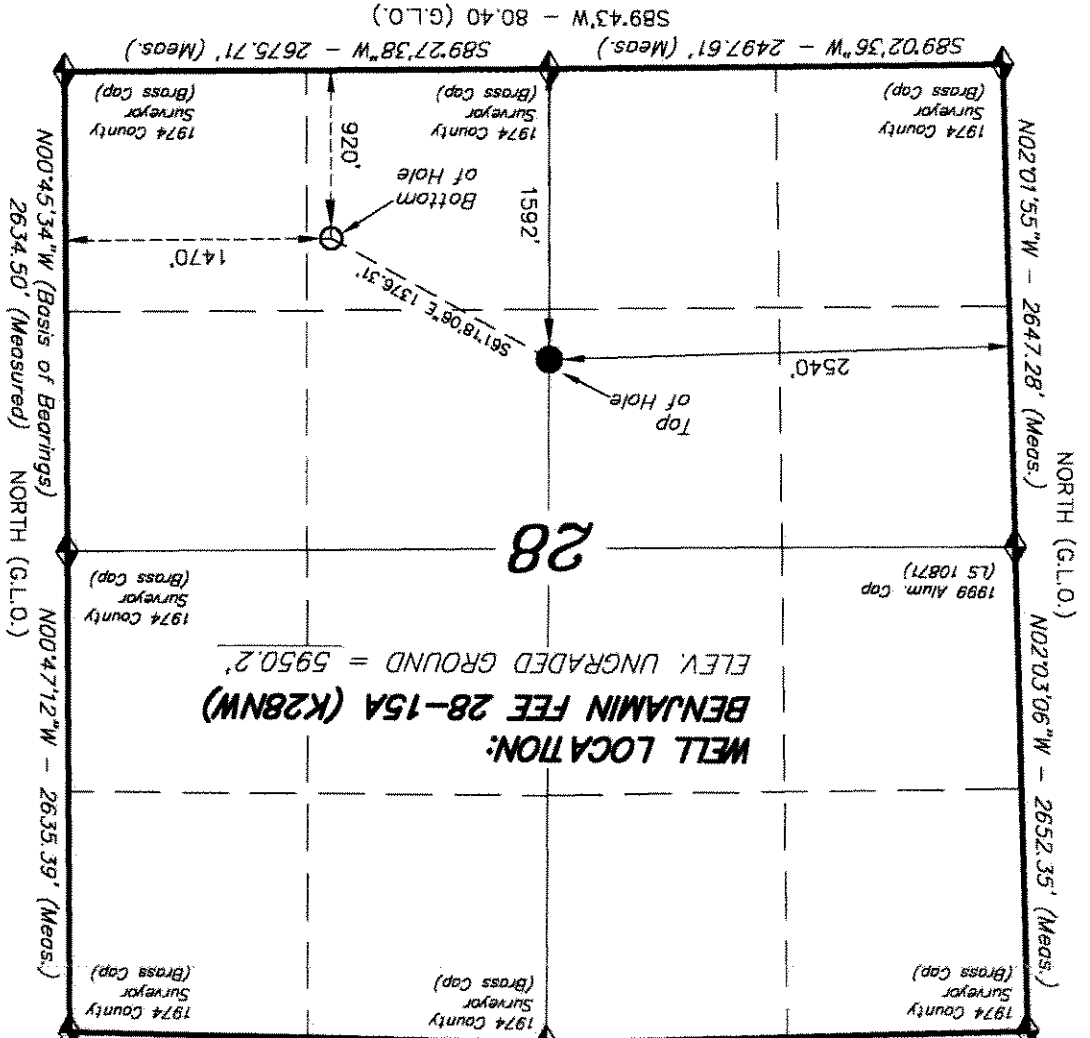 S89°43'W - 80.40 (G.L.O.)
S89°02'36"W - 2497.61' (Meas.)
S89°27'38"W - 2675.71' (Meas.)
1974 County
Surveyor
(Brass Cap)
1974 County
Surveyor
(Brass Cap)
1974 County
Surveyor
(Brass Cap)
N02°01'55"W - 2647.28' (Meas.)
920'
1592'
Bottom
of Hole
1470'
S61°18'06"E 1376.31'
2540'
Top
of Hole
N00°45'34"W (Basis of Bearings)
2634.50' (Measured)
NORTH (G.L.O.)
NORTH (G.L.O.)
28
1999 Alum. Cap
(LS 10871)
1974 County
Surveyor
(Brass Cap)
WELL LOCATION:
BENJAMIN FEE 28-15A (K28NW)
ELEV. UNGRADED GROUND = 5950.2'
N02°03'06"W - 2652.35' (Meas.)
N00°47'12"W - 2635.39' (Meas.)
1974 County
Surveyor
(Brass Cap)
1974 County
Surveyor
(Brass Cap)
1974 County
Surveyor
(Brass Cap)